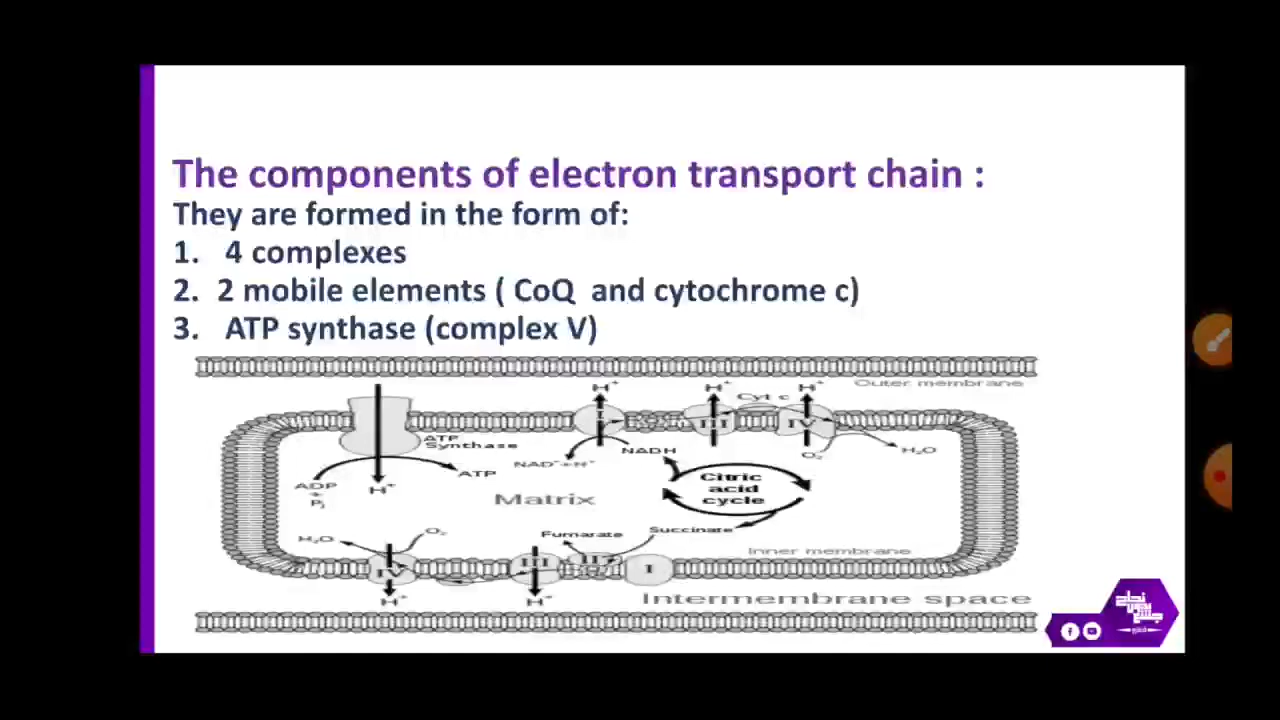 The components of electron transport chain :
They are formed in the form of:
1. 4 complexes
2. 2 mobile elements ( CoQ and cytochrome c)
3. ATP synthase (complex V)
H+ H+ H+
Outer membrane
Cyt c
I III IV
ATP Synthase
NAD+ + H+ NADH O2 H2O
ADP + Pi ATP
H+
Matrix
Citric acid cycle
H2O O2 Fumarate Succinate
Inner membrane
IV III II I
H+ H+
Intermembrane space